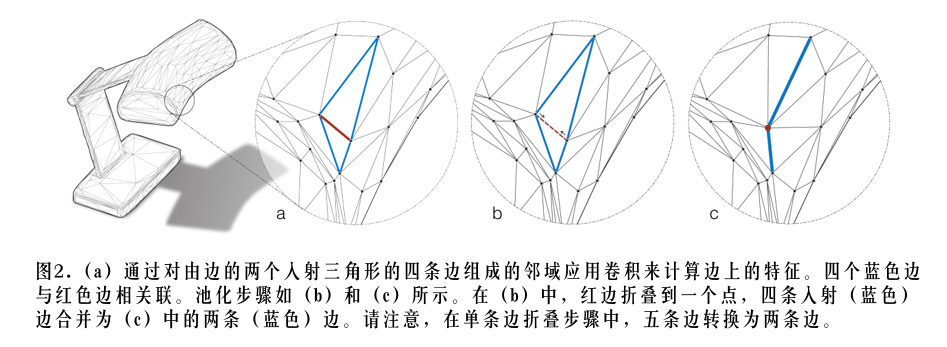 a
b
c
图2. (a) 通过对由边的两个入射三角形的四条边组成的邻域应用卷积来计算边上的特征。四个蓝色边
与红色边相关联。池化步骤如 (b) 和 (c) 所示。在 (b) 中，红边折叠到一个点，四条入射 (蓝色)
边合并为 (c) 中的两条 (蓝色) 边。请注意，在单条边折叠步骤中，五条边转换为两条边。